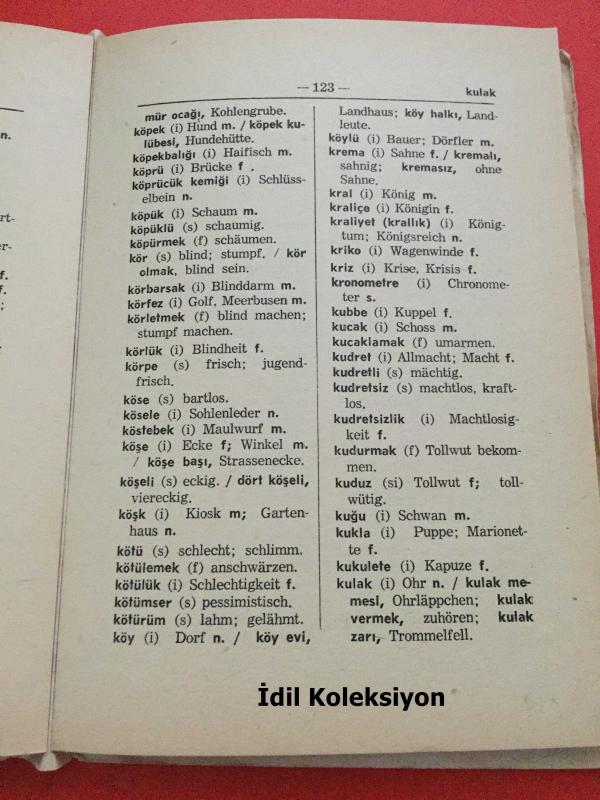 n.
rt-
er-
f.
f.
;
— 123 —
kulak
mür ocağı, Kohlengrube.
köpek (i) Hund m. / köpek ku-
lübesi, Hundehütte.
köpekbalığı (i) Haifisch m.
köprü (i) Brücke f .
köprücük kemiği (i) Schlüss-
elbein n.
köpük (i) Schaum m.
köpüklü (s) schaumig.
köpürmek (f) schäumen.
kör (s) blind; stumpf. / kör
olmak, blind sein.
körbarsak (i) Blinddarm m.
körfez (i) Golf, Meerbusen m.
körletmek (f) blind machen;
stumpf machen.
körlük (i) Blindheit f.
körpe (s) frisch; jugend-
frisch.
köse (s) bartlos.
kösele (i) Sohlenleder n.
köstebek (i) Maulwurf m.
köşe (i) Ecke f; Winkel m.
/ köşe başı, Strassenecke.
köşeli (s) eckig. / dört köşeli,
viereckig.
köşk (i) Kiosk m; Garten-
haus n.
kötü (s) schlecht; schlimm.
kötülemek (f) anschwärzen.
kötülük (i) Schlechtigkeit f.
kötümser (s) pessimistisch.
kötürüm (s) lahm; gelähmt.
köy (i) Dorf n. / köy evi,
Landhaus; köy halkı, Land-
leute.
köylü (i) Bauer; Dörfler m.
krema (i) Sahne f. / kremalı,
sahnig; kremasız, ohne
Sahne.
kral (i) König m.
kraliçe (i) Königin f.
kraliyet (krallık) (i) König-
tum; Königsreich n.
kriko (i) Wagenwinde f.
kriz (i) Krise, Krisis f.
kronometre (i) Chronome-
ter s.
kubbe (i) Kuppel f.
kucak (i) Schoss m.
kucaklamak (f) umarmen.
kudret (i) Allmacht; Macht f.
kudretli (s) mächtig.
kudretsiz (s) machtlos, kraft-
los.
kudretsizlik (i) Machtlosig-
keit f.
kudurmak (f) Tollwut bekom-
men.
kuduz (si) Tollwut f; toll-
wütig.
kuğu (i) Schwan m.
kukla (i) Puppe; Marionet-
te f.
kukulete (i) Kapuze f.
kulak (i) Ohr n. / kulak me-
mesi, Ohrläppchen; kulak
vermek, zuhören; kulak
zarı, Trommelfell.
İdil Koleksiyon